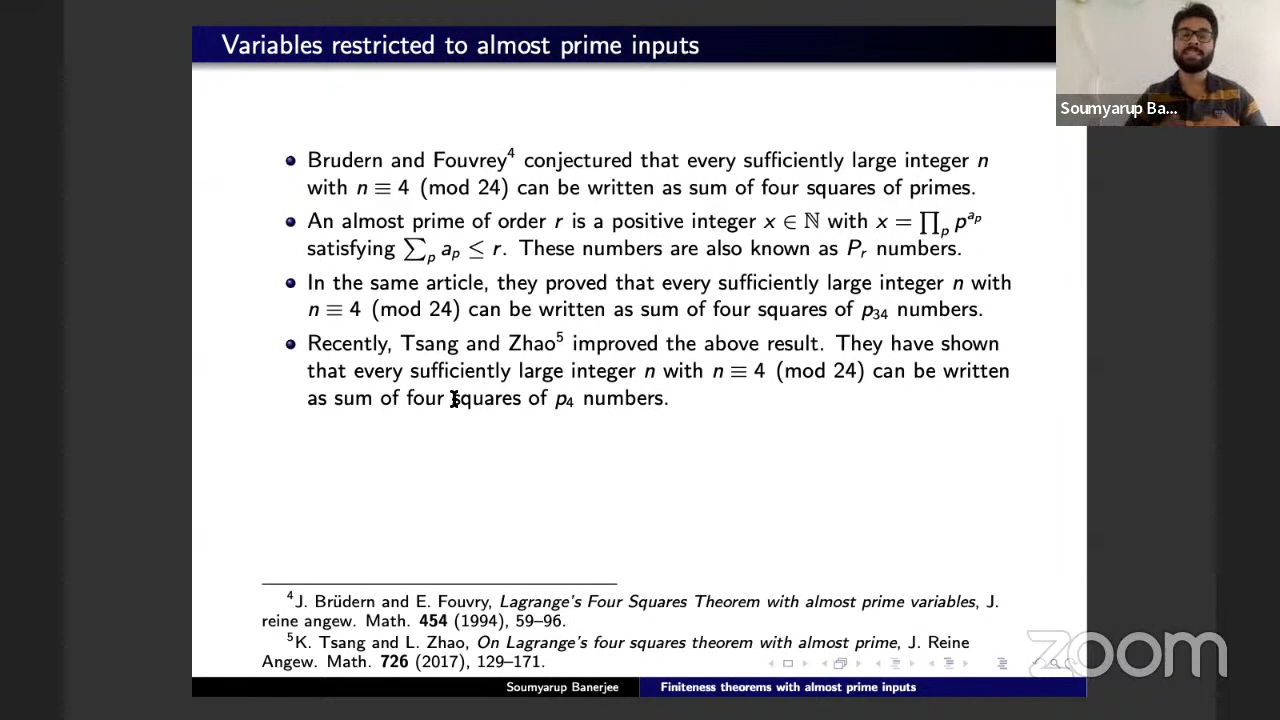 Variables restricted to almost prime inputs
Soumyarup Ba...
Brudern and Fouvrey⁴ conjectured that every sufficiently large integer n
with n ≡ 4 (mod 24) can be written as sum of four squares of primes.
An almost prime of order r is a positive integer x ∈ ℕ with x = ∏_p p^{a_p}
satisfying ∑_p a_p ≤ r. These numbers are also known as P_r numbers.
In the same article, they proved that every sufficiently large integer n with
n ≡ 4 (mod 24) can be written as sum of four squares of p₃₄ numbers.
Recently, Tsang and Zhao⁵ improved the above result. They have shown
that every sufficiently large integer n with n ≡ 4 (mod 24) can be written
as sum of four squares of p₄ numbers.
⁴J. Brüdern and E. Fouvry, Lagrange's Four Squares Theorem with almost prime variables, J.
reine angew. Math. 454 (1994), 59–96.
⁵K. Tsang and L. Zhao, On Lagrange's four squares theorem with almost prime, J. Reine
Angew. Math. 726 (2017), 129–171.
zoom
Soumyarup Banerjee Finiteness theorems with almost prime inputs